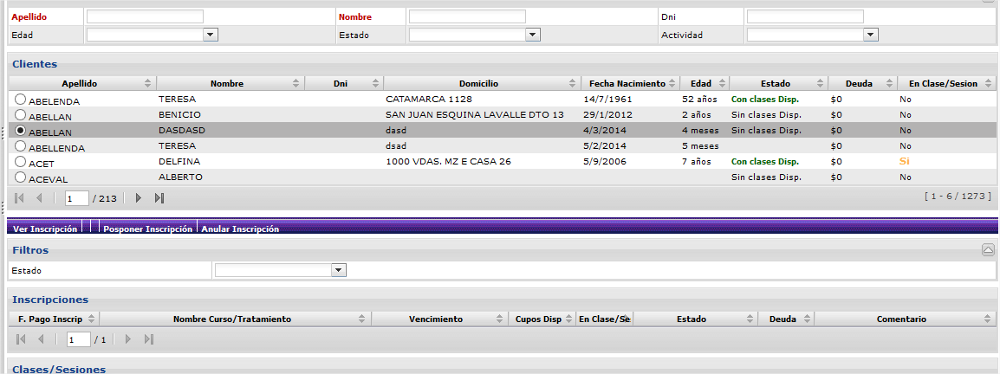 Apellido Nombre Dni
Edad Estado Actividad
Clientes
Apellido Nombre Dni Domicilio Fecha Nacimiento Edad Estado Deuda En Clase/Sesion
ABELENDA TERESA CATAMARCA 1128 14/7/1961 52 años Con clases Disp. $0 No
ABELLAN BENICIO SAN JUAN ESQUINA LAVALLE DTO 13 29/1/2012 2 años Sin clases Disp. $0 No
ABELLAN DASDASD dasd 4/3/2014 4 meses Sin clases Disp. $0 No
ABELLENDA TERESA dsad 5/2/2014 5 meses $0 No
ACET DELFINA 1000 VDAS. MZ E CASA 26 5/9/2006 7 años Con clases Disp. $0 Si
ACEVAL ALBERTO Sin clases Disp. $0 No
1 / 213 [ 1 - 6 / 1273 ]
Ver Inscripción Posponer Inscripción Anular Inscripción
Filtros
Estado
Inscripciones
F. Pago Inscrip Nombre Curso/Tratamiento Vencimiento Cupos Disp En Clase/Se Estado Deuda Comentario
1 / 1
Clases/Sesiones